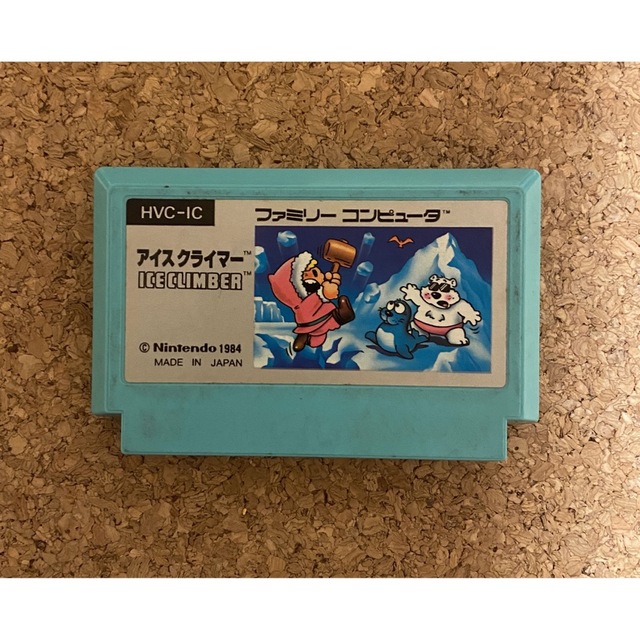 HVC-IC
ファミリー コンピュータ™
アイスクライマー™
ICE CLIMBER™
© Nintendo 1984
MADE IN JAPAN